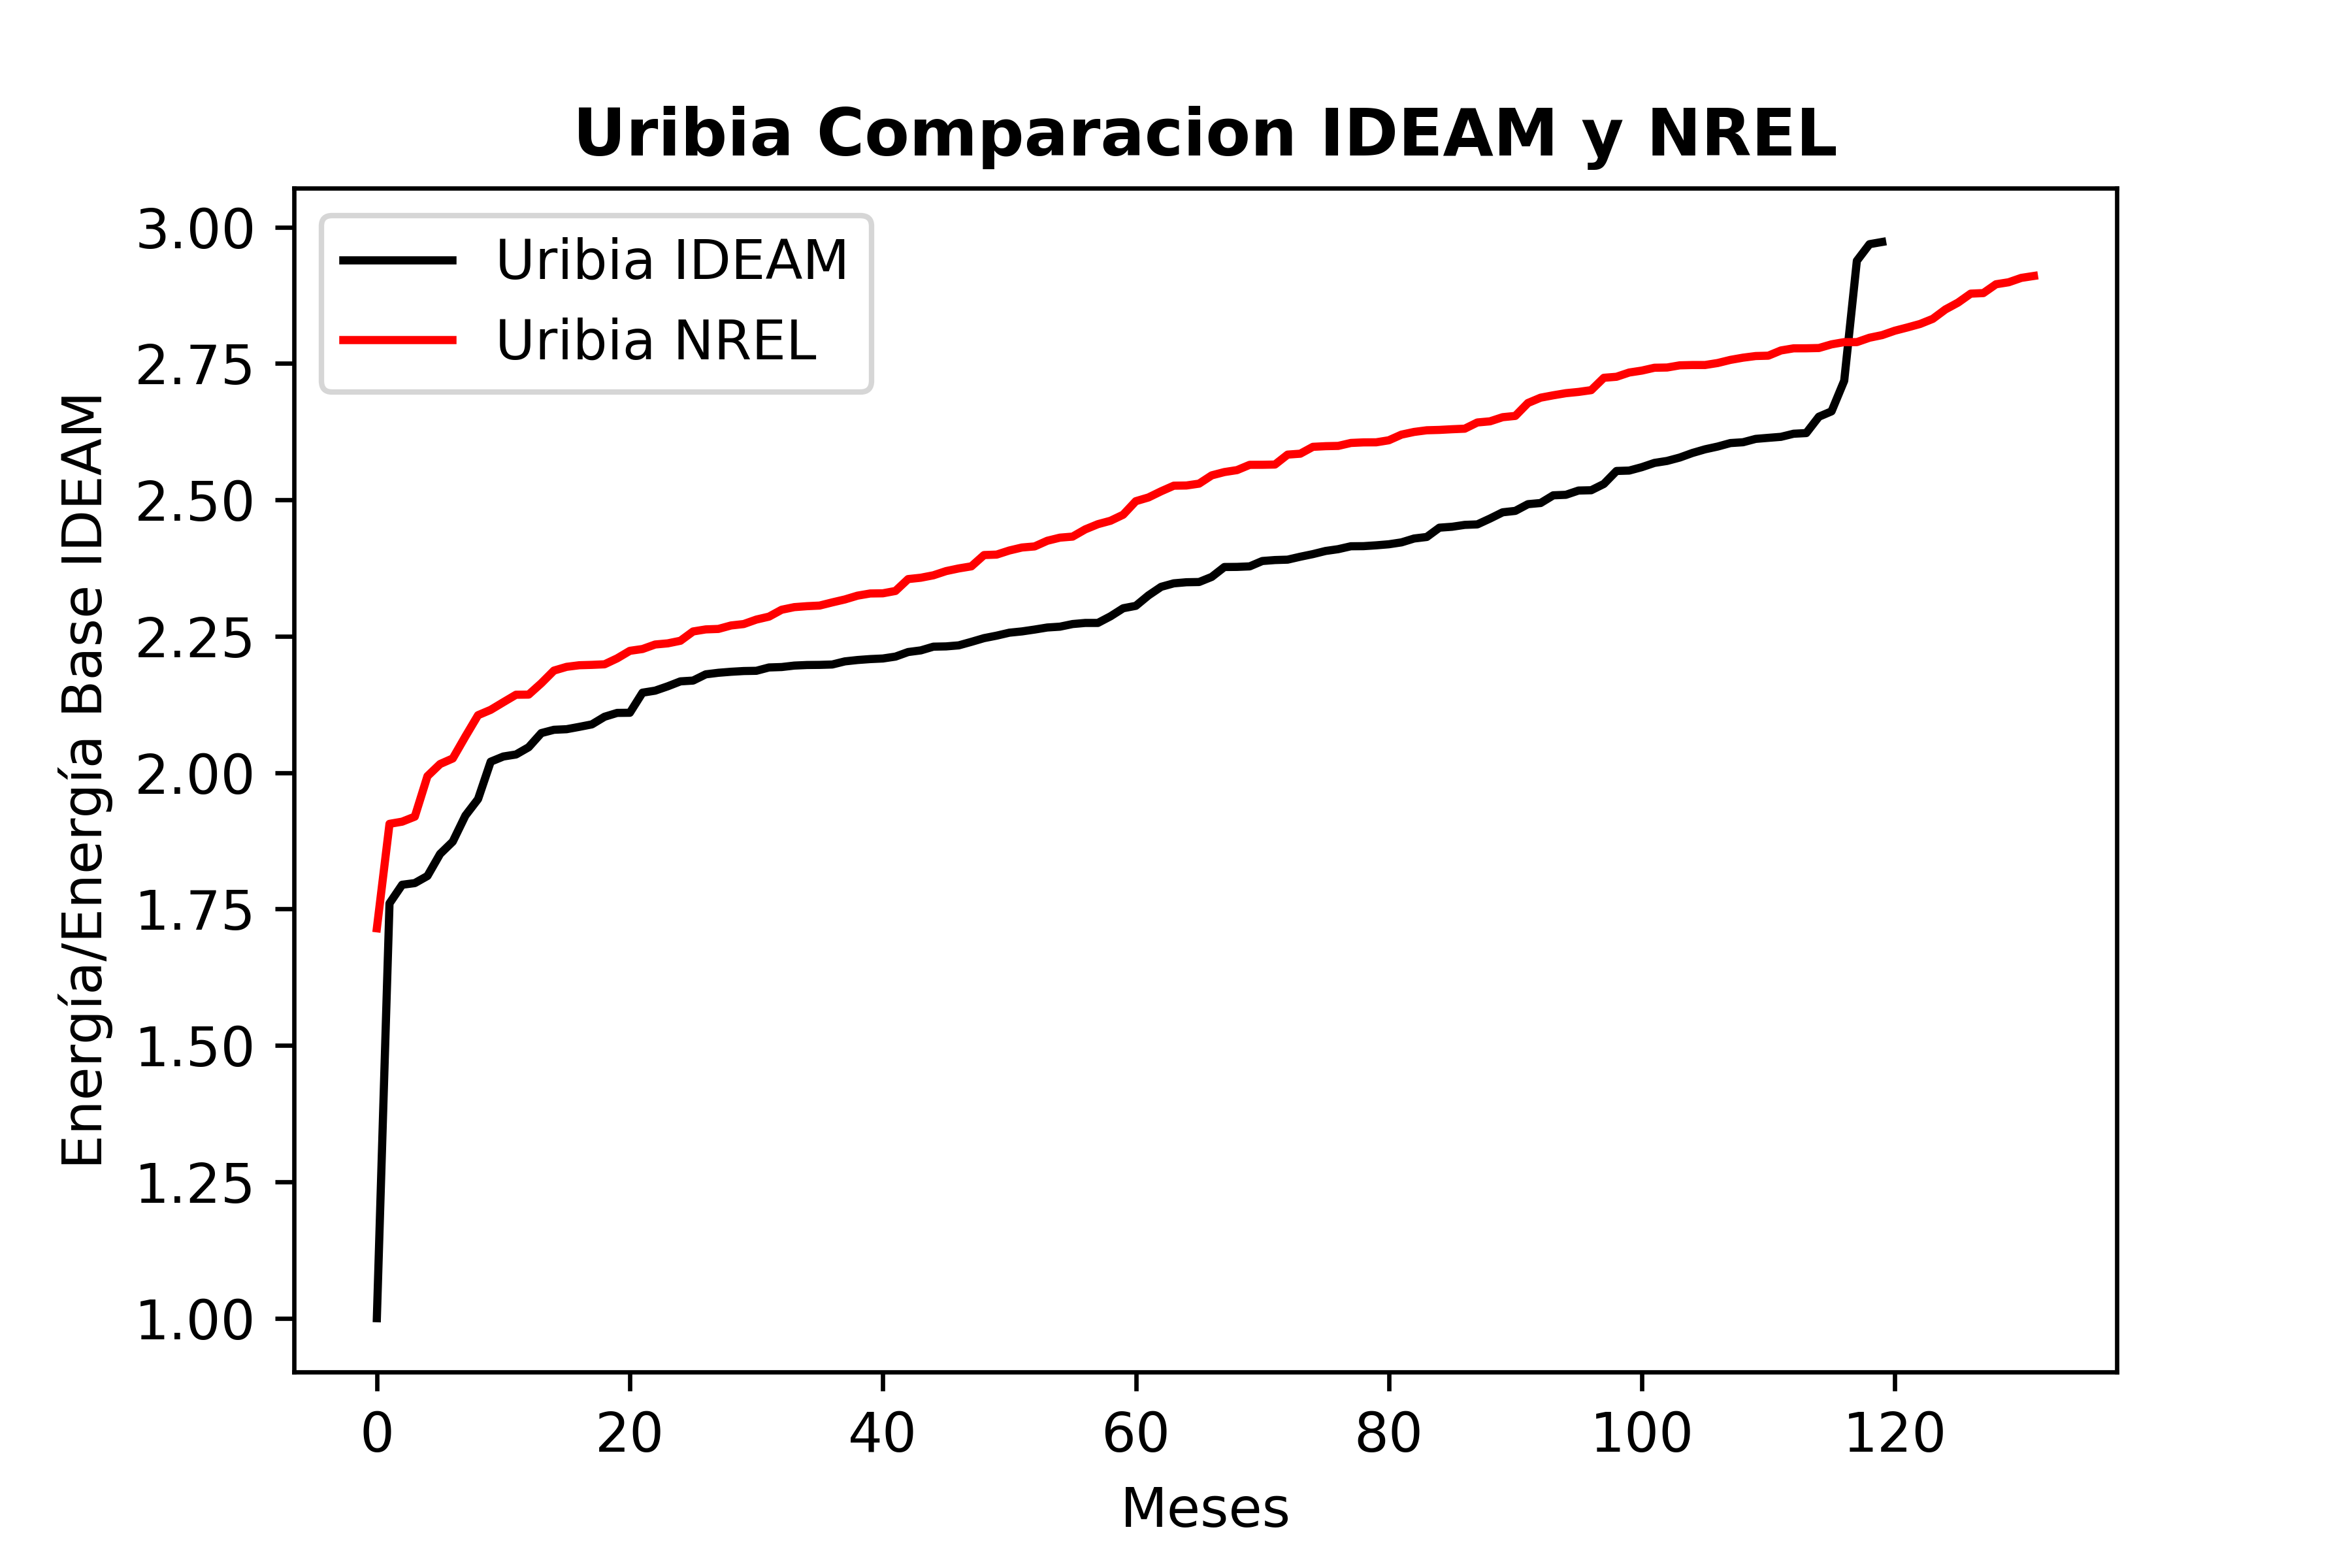 Uribia Comparacion IDEAM y NREL
Uribia IDEAM
Uribia NREL
Energía/Energía Base IDEAM
3.00
2.75
2.50
2.25
2.00
1.75
1.50
1.25
1.00
0 20 40 60 80 100 120
Meses